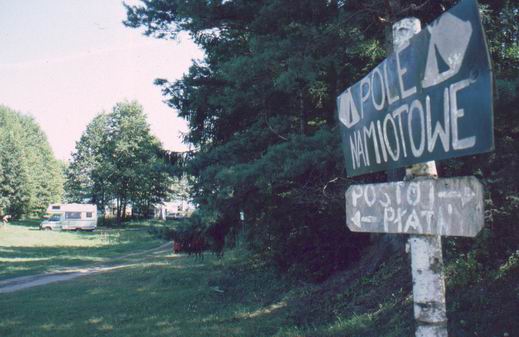 POLE
NAMIOTOWE
POSTÓJ →
← PŁATNY